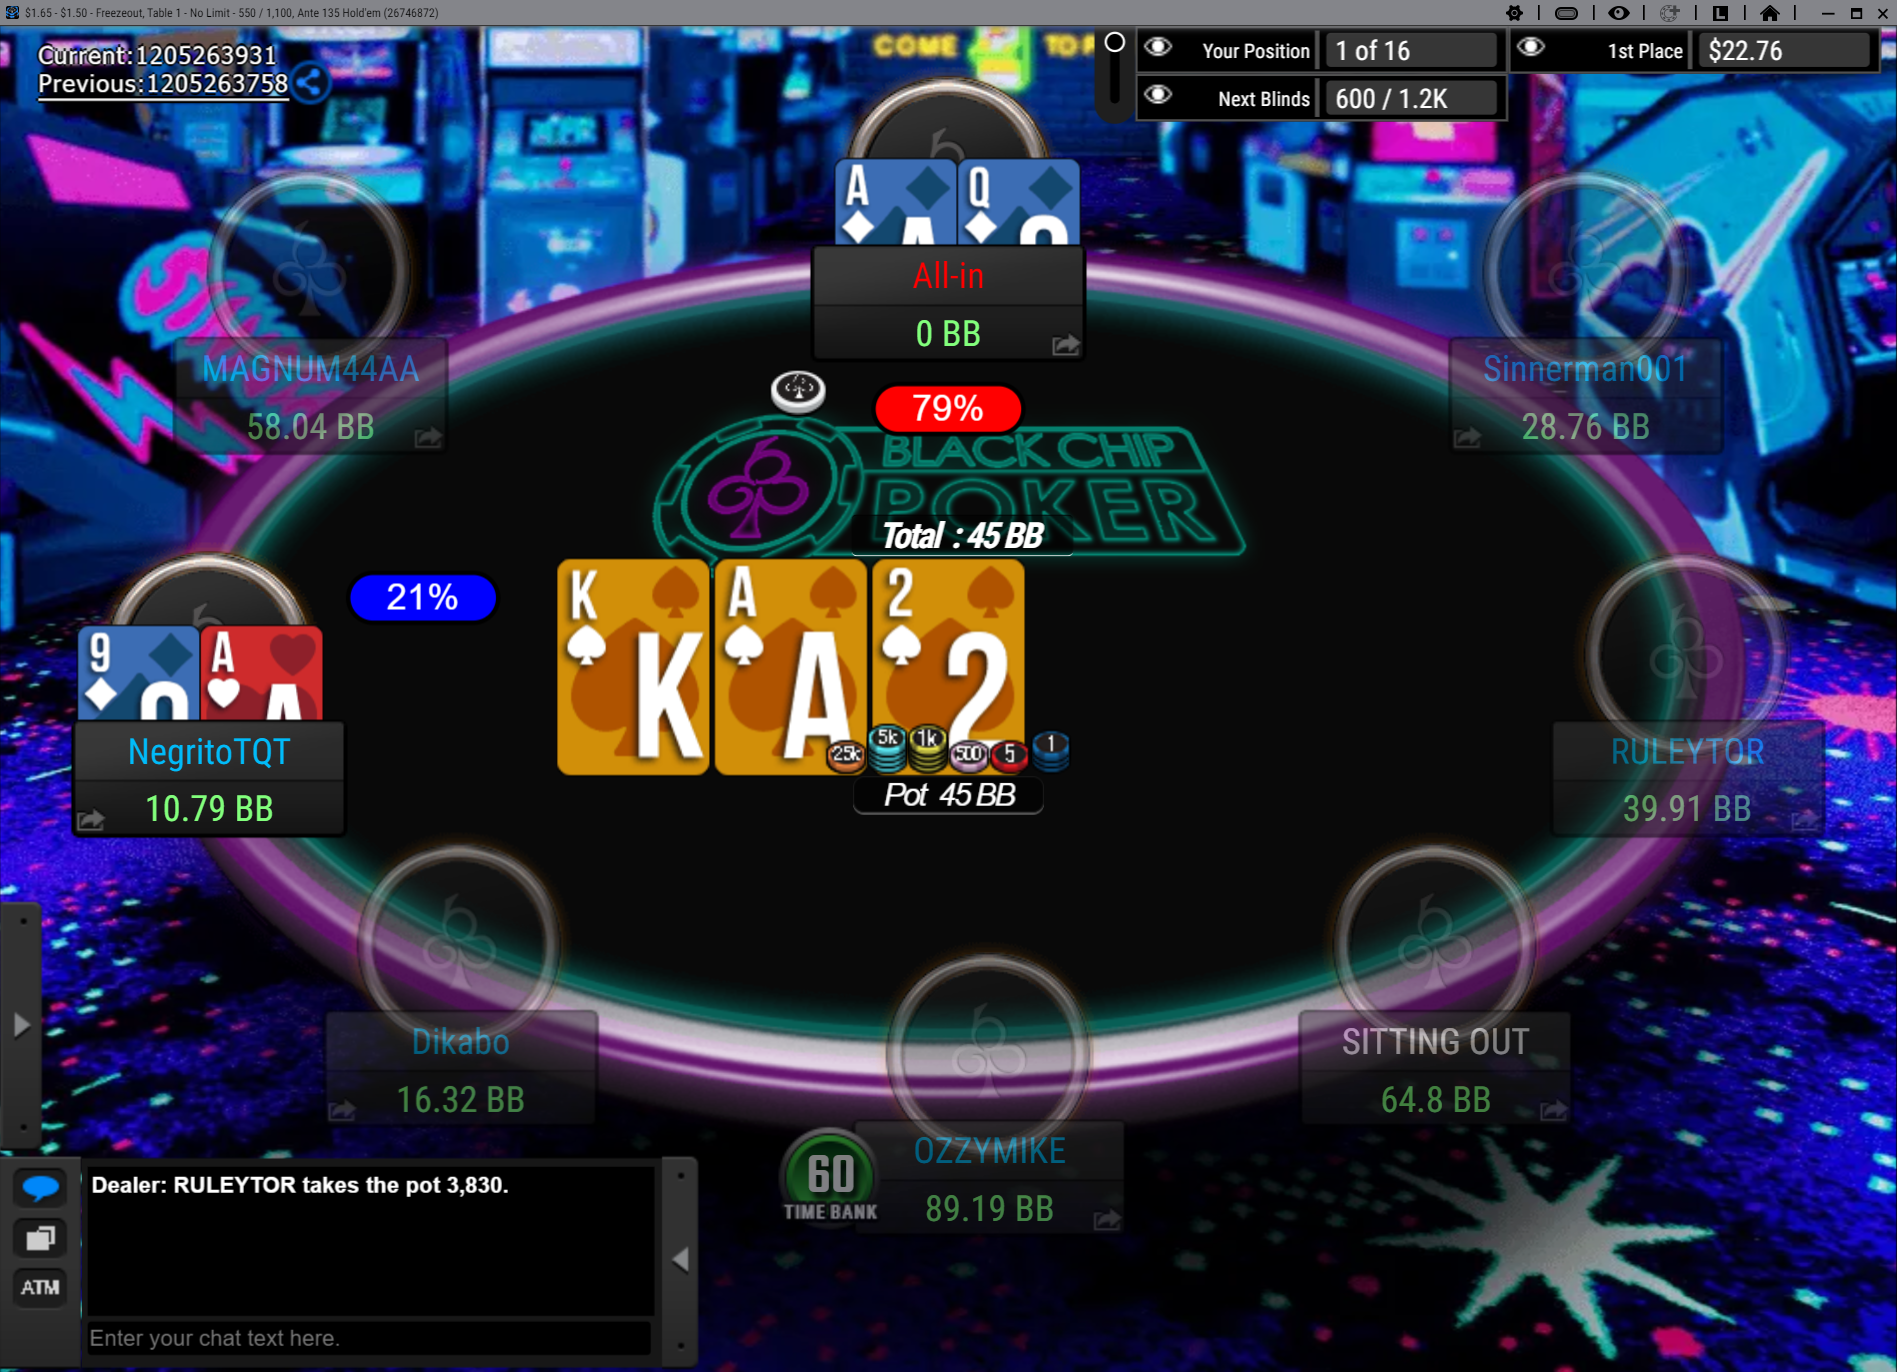 $1.65 - $1.50 - Freezeout, Table 1 - No Limit - 550 / 1,100, Ante 135 Hold'em (26746872)
L
Current:1205263931
Previous:1205263758
COME
Your Position
1 of 16
1st Place
$22.76
Next Blinds
600 / 1.2K
A
A
Q
All-in
0 BB
MAGNUM44AA
58.04 BB
Sinnerman001
28.76 BB
79%
BLACK CHIP
POKER
Total : 45 BB
21%
K
K
A
A
2
2
25k
5k
1k
500
5
1
Pot 45 BB
9
A
A
NegritoTQT
10.79 BB
RULEYTOR
39.91 BB
Dikabo
16.32 BB
SITTING OUT
64.8 BB
60
TIME BANK
OZZYMIKE
89.19 BB
Dealer: RULEYTOR takes the pot 3,830.
ATM
Enter your chat text here.